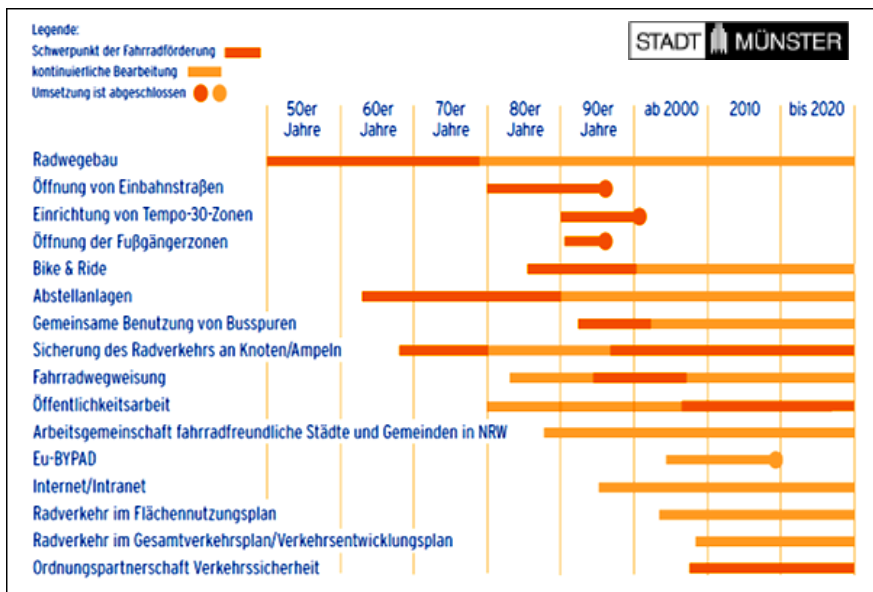 Legende:
Schwerpunkt der Fahrradförderung
kontinuierliche Bearbeitung
Umsetzung ist abgeschlossen
STADT MÜNSTER
50er Jahre
60er Jahre
70er Jahre
80er Jahre
90er Jahre
ab 2000
2010
bis 2020
Radwegebau
Öffnung von Einbahnstraßen
Einrichtung von Tempo-30-Zonen
Öffnung der Fußgängerzonen
Bike & Ride
Abstellanlagen
Gemeinsame Benutzung von Busspuren
Sicherung des Radverkehrs an Knoten/Ampeln
Fahrradwegweisung
Öffentlichkeitsarbeit
Arbeitsgemeinschaft fahrradfreundliche Städte und Gemeinden in NRW
Eu-BYPAD
Internet/Intranet
Radverkehr im Flächennutzungsplan
Radverkehr im Gesamtverkehrsplan/Verkehrsentwicklungsplan
Ordnungspartnerschaft Verkehrssicherheit